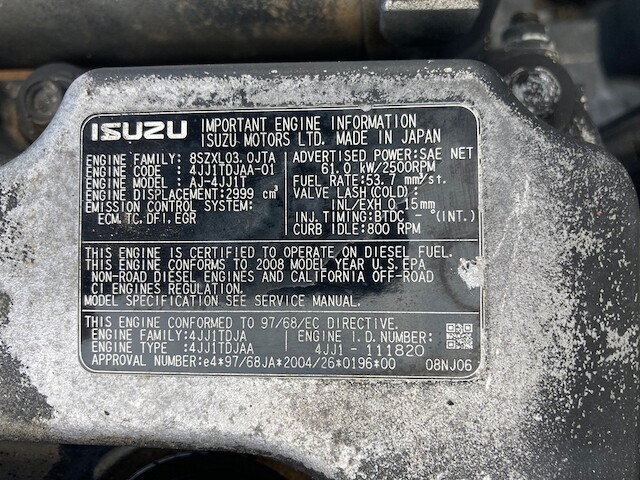 ISUZU IMPORTANT ENGINE INFORMATION
ISUZU MOTORS LTD. MADE IN JAPAN
ENGINE FAMILY: 8SZXL03.0JTA
ENGINE CODE : 4JJ1TDJAA-01
ENGINE MODEL: AJ-4JJ1T
ENGINE DISPLACEMENT:2999 cm³
EMISSION CONTROL SYSTEM:
ECM, TC, DFI, EGR
ADVERTISED POWER:SAE NET
61.0 kW/2500RPM
FUEL RATE:53.7 mm³/st.
VALVE LASH(COLD):
INL/EXH 0.15mm
INJ. TIMING:BTDC - °(INT.)
CURB IDLE:800 RPM
THIS ENGINE IS CERTIFIED TO OPERATE ON DIESEL FUEL.
THIS ENGINE CONFORMS TO 2008 MODEL YEAR U.S.EPA
NON-ROAD DIESEL ENGINES AND CALIFORNIA OFF-ROAD
CI ENGINES REGULATION.
MODEL SPECIFICATION SEE SERVICE MANUAL.
THIS ENGINE CONFORMED TO 97/68/EC DIRECTIVE.
ENGINE FAMILY:4JJ1TDJA
ENGINE TYPE:4JJ1TDJAA
ENGINE I.D.NUMBER:
4JJ1 - 111820
APPROVAL NUMBER:e4*97/68JA*2004/26*0196*00
08NJ06